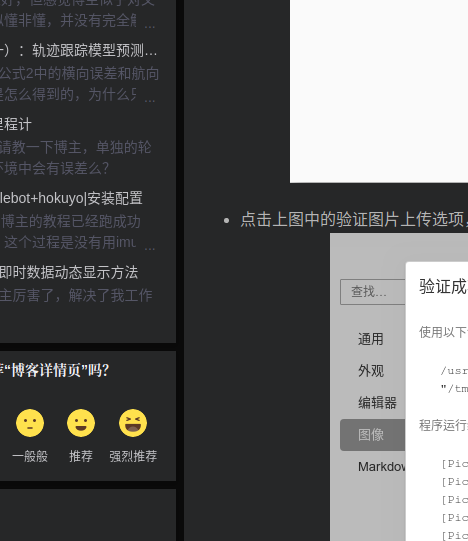 好，但感觉博主似乎对文
以懂非懂，并没有完全角
...
一）：轨迹跟踪模型预测...
公式2中的横向误差和航向
是怎么得到的，为什么只
...
里程计
请教一下博主，单独的轮
环境中会有误差么？
lebot+hokuyo|安装配置
博主的教程已经跑成功
，这个过程是没有用imu
...
即时数据动态显示方法
主厉害了，解决了我工作
“博客详情页”吗？
一般般
推荐
强烈推荐
点击上图中的验证图片上传选项，
查找…
通用
外观
编辑器
图像
Markdow
验证成
使用以下
/usr
"/tm
程序运行
[Pic
[Pic
[Pic
[Pic
[Pic